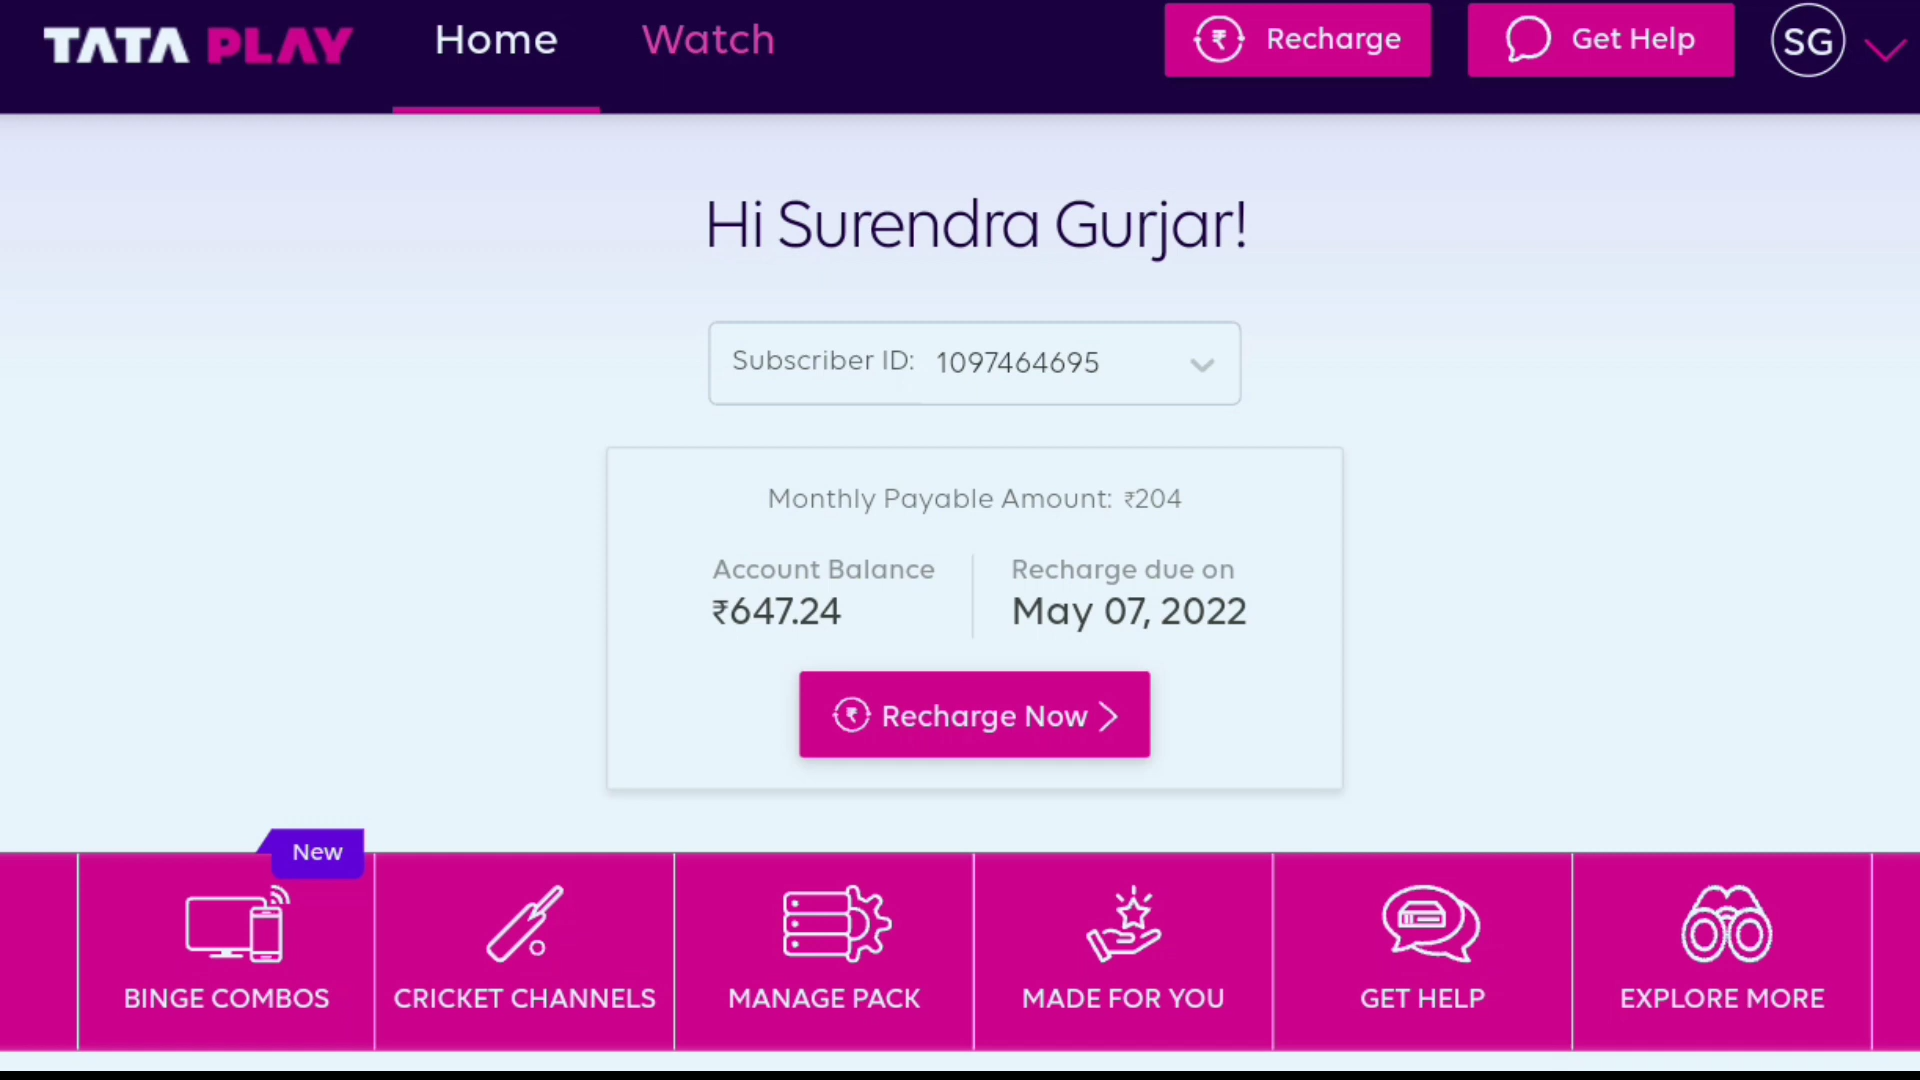 TATA PLAY Home Watch Recharge Get Help SG
Hi Surendra Gurjar!
Subscriber ID: 1097464695
Monthly Payable Amount: ₹204
Account Balance Recharge due on
₹647.24 May 07, 2022
Recharge Now
New
BINGE COMBOS CRICKET CHANNELS MANAGE PACK MADE FOR YOU GET HELP EXPLORE MORE